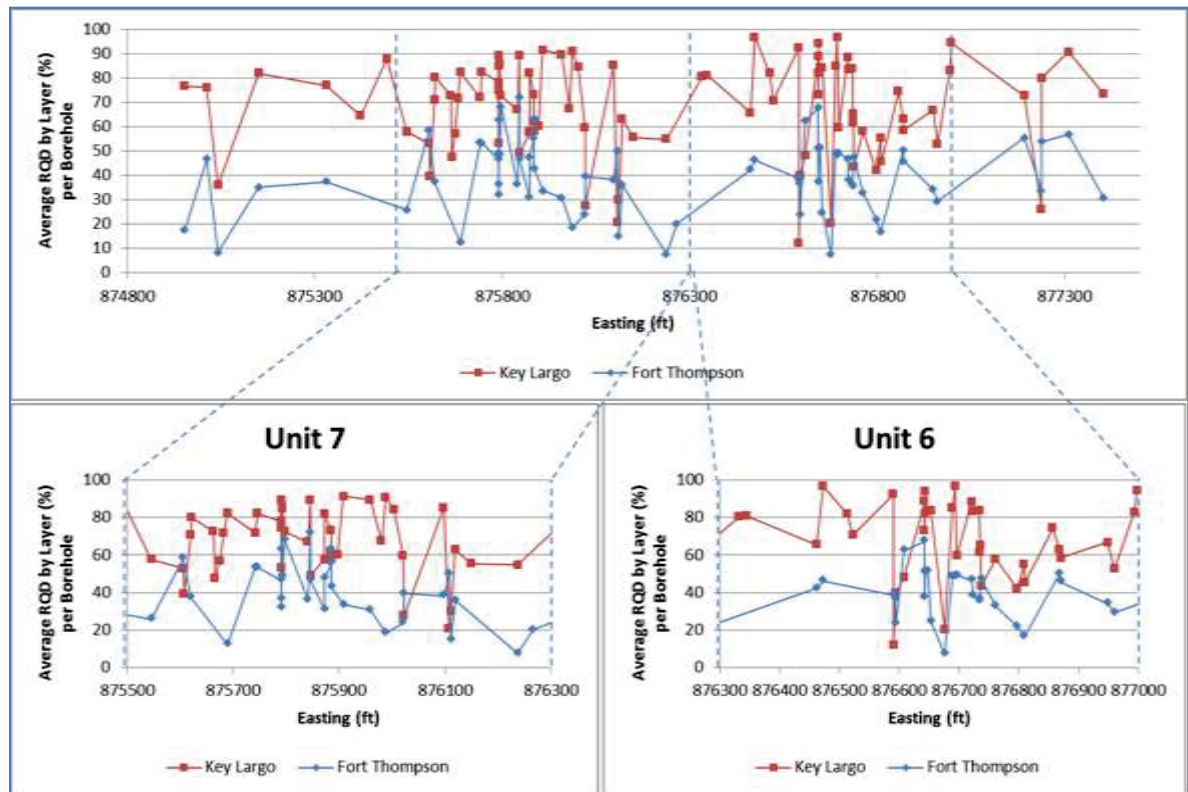 Average RQD by Layer (%)
per Borehole
100
90
80
70
60
50
40
30
20
10
0
874800 875300 875800 876300 876800 877300
Easting (ft)
Key Largo Fort Thompson
Unit 7
Average RQD by Layer (%)
per Borehole
100
80
60
40
20
0
875500 875700 875900 876100 876300
Easting (ft)
Key Largo Fort Thompson
Unit 6
Average RQD by Layer (%)
per Borehole
100
80
60
40
20
0
876300 876400 876500 876600 876700 876800 876900 877000
Easting (ft)
Key Largo Fort Thompson